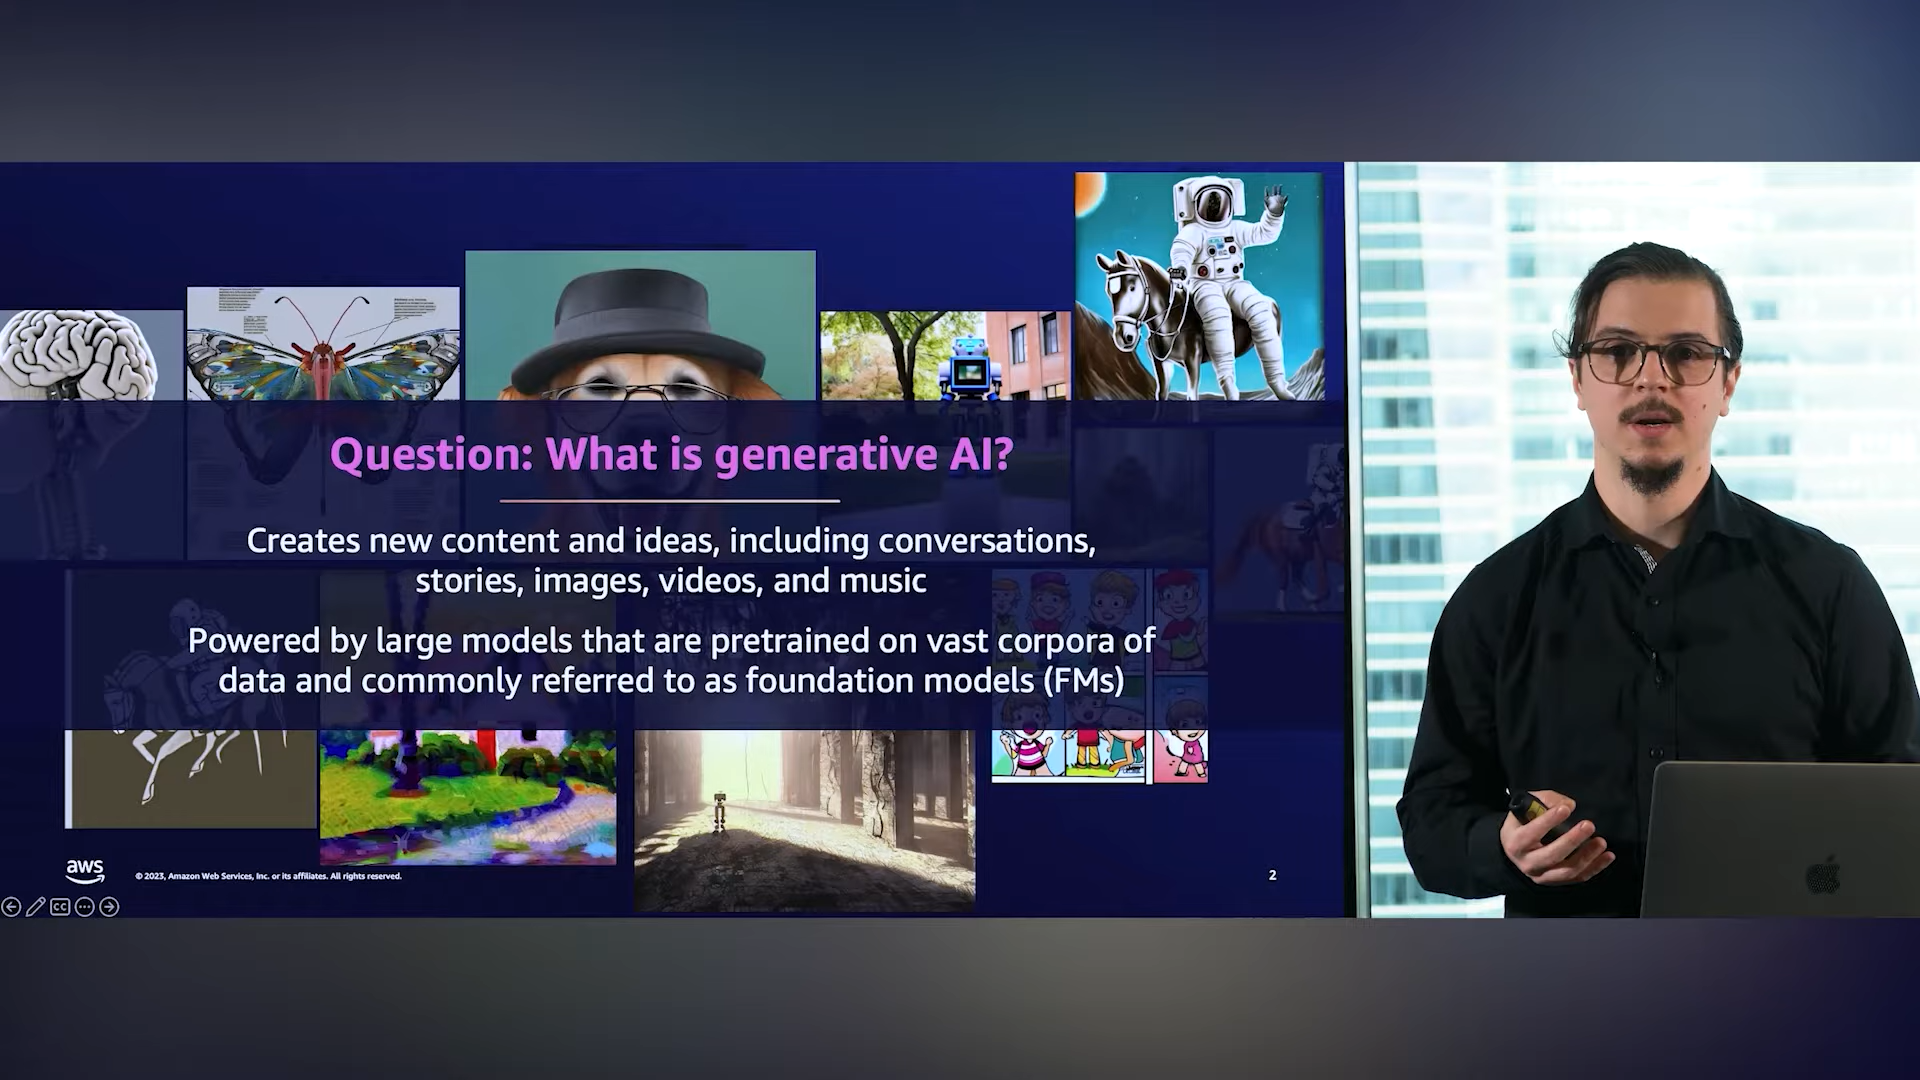 Question: What is generative AI?
Creates new content and ideas, including conversations,
stories, images, videos, and music
Powered by large models that are pretrained on vast corpora of
data and commonly referred to as foundation models (FMs)
aws
© 2023, Amazon Web Services, Inc. or its affiliates. All rights reserved.
2
CC